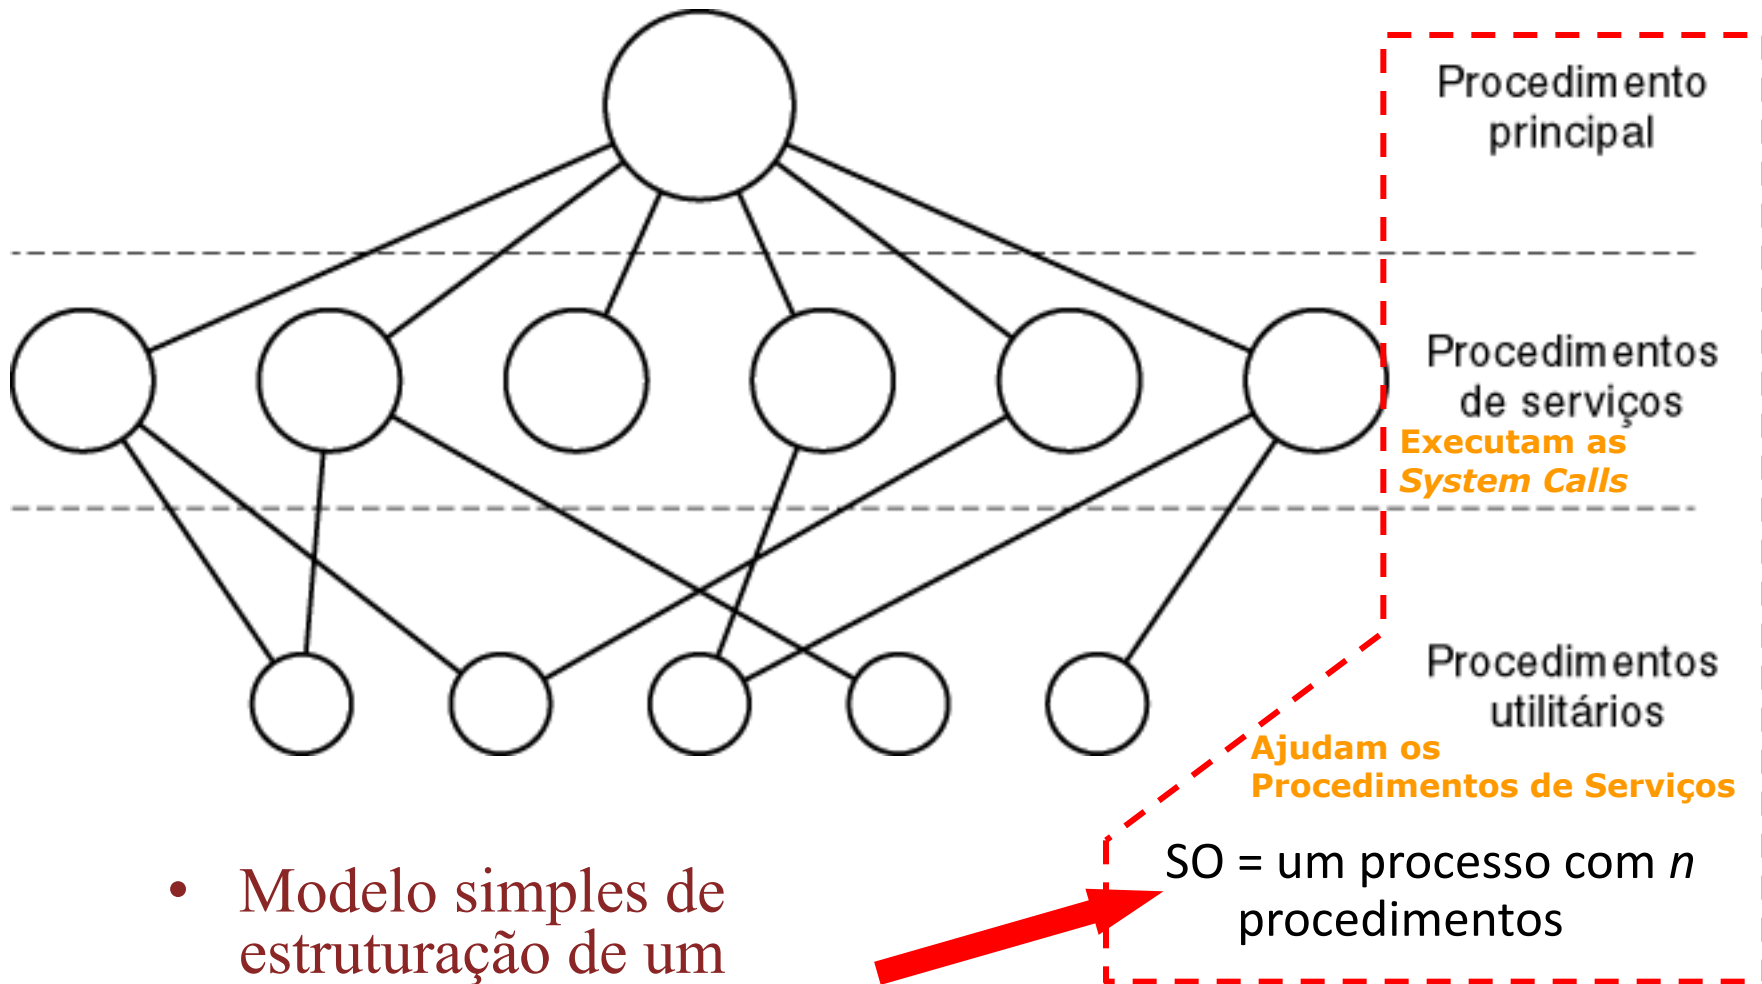 Procedimento
principal
Procedimentos
de serviços
Executam as
System Calls
Procedimentos
utilitários
Ajudam os
Procedimentos de Serviços
SO = um processo com n
procedimentos
• Modelo simples de
estruturação de um